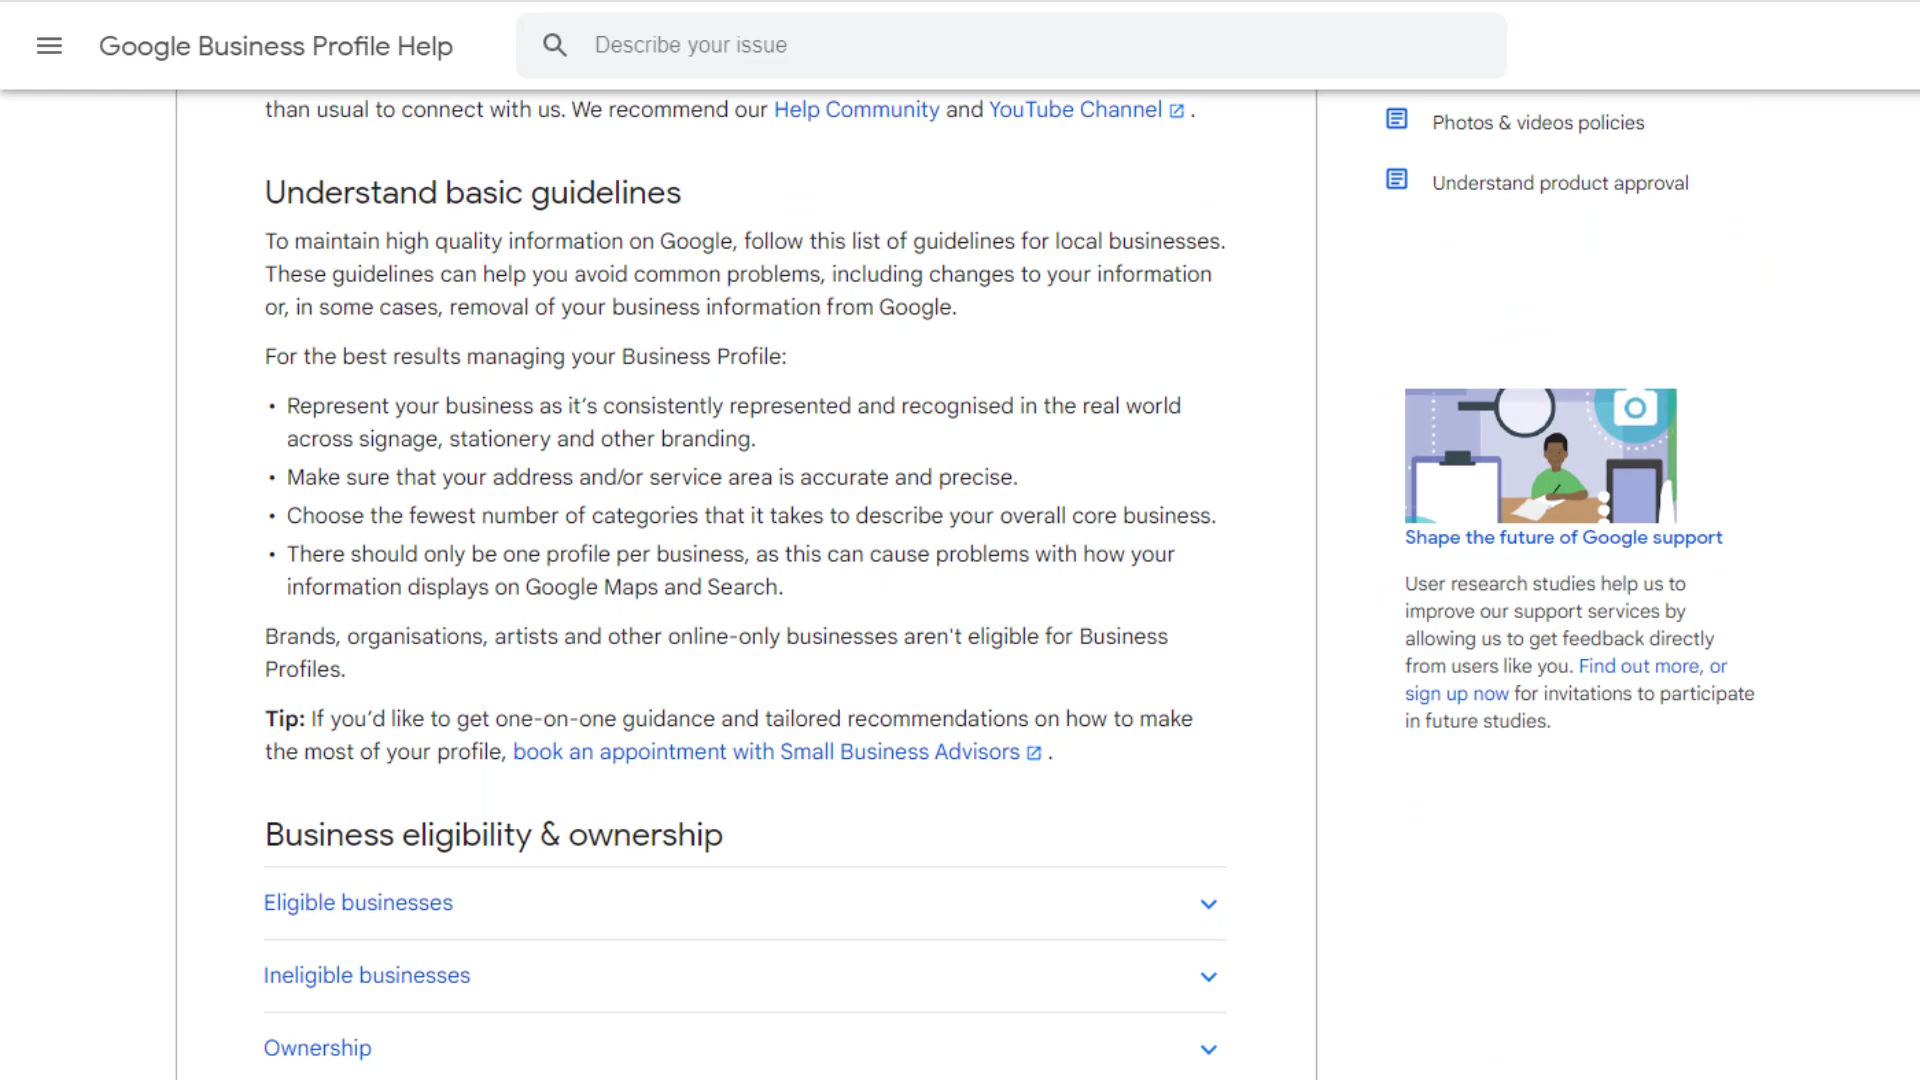 Google Business Profile Help
Describe your issue
than usual to connect with us. We recommend our Help Community and YouTube Channel .
Understand basic guidelines
To maintain high quality information on Google, follow this list of guidelines for local businesses.
These guidelines can help you avoid common problems, including changes to your information
or, in some cases, removal of your business information from Google.
For the best results managing your Business Profile:
• Represent your business as it’s consistently represented and recognised in the real world
across signage, stationery and other branding.
• Make sure that your address and/or service area is accurate and precise.
• Choose the fewest number of categories that it takes to describe your overall core business.
• There should only be one profile per business, as this can cause problems with how your
information displays on Google Maps and Search.
Brands, organisations, artists and other online-only businesses aren't eligible for Business
Profiles.
Tip: If you’d like to get one-on-one guidance and tailored recommendations on how to make
the most of your profile, book an appointment with Small Business Advisors .
Business eligibility & ownership
Eligible businesses
Ineligible businesses
Ownership
Photos & videos policies
Understand product approval
Shape the future of Google support
User research studies help us to
improve our support services by
allowing us to get feedback directly
from users like you. Find out more, or
sign up now for invitations to participate
in future studies.